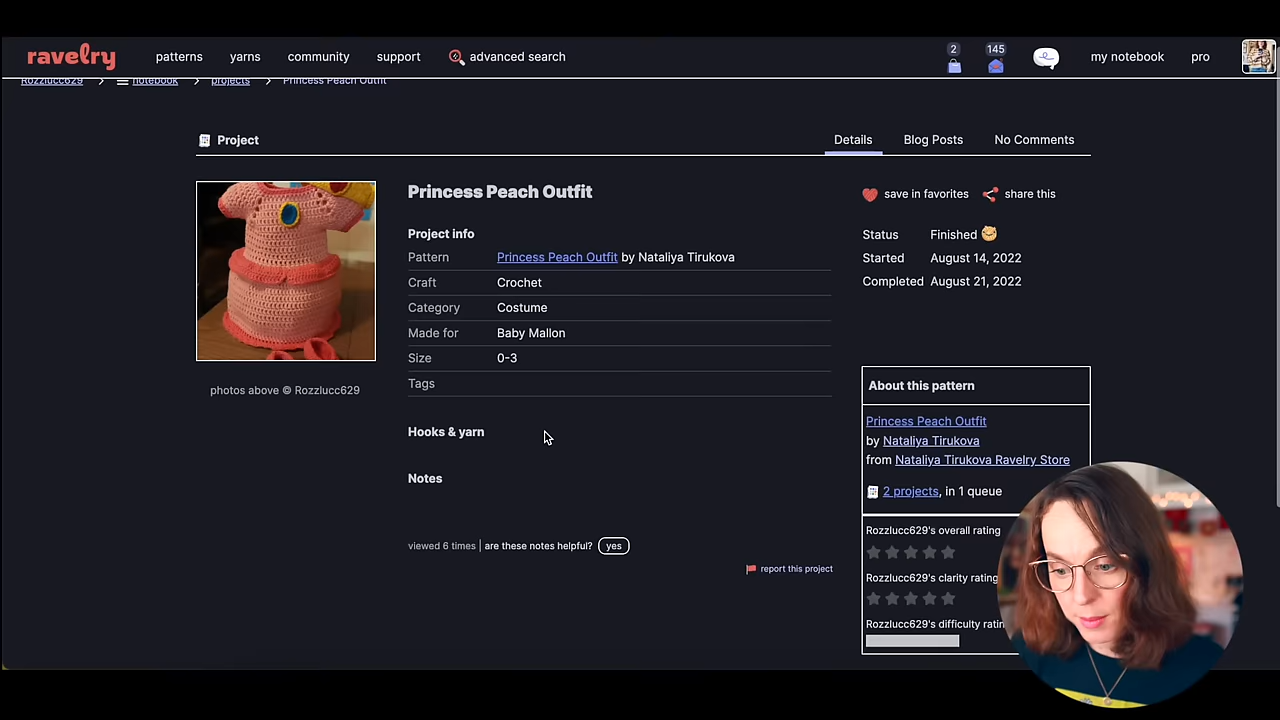 ravelry patterns yarns community support advanced search 2 145 my notebook pro
Rozzlucc629 notebook projects Princess Peach Outfit
Project Details Blog Posts No Comments
Princess Peach Outfit
save in favorites share this
Project info
Status Finished
Pattern Princess Peach Outfit by Nataliya Tirukova
Started August 14, 2022
Craft Crochet
Completed August 21, 2022
Category Costume
Made for Baby Mallon
Size 0-3
Tags
photos above © Rozzlucc629
Hooks & yarn
Notes
viewed 6 times are these notes helpful? yes
report this project
About this pattern
Princess Peach Outfit
by Nataliya Tirukova
from Nataliya Tirukova Ravelry Store
2 projects, in 1 queue
Rozzlucc629's overall rating
Rozzlucc629's clarity rating
Rozzlucc629's difficulty ratin